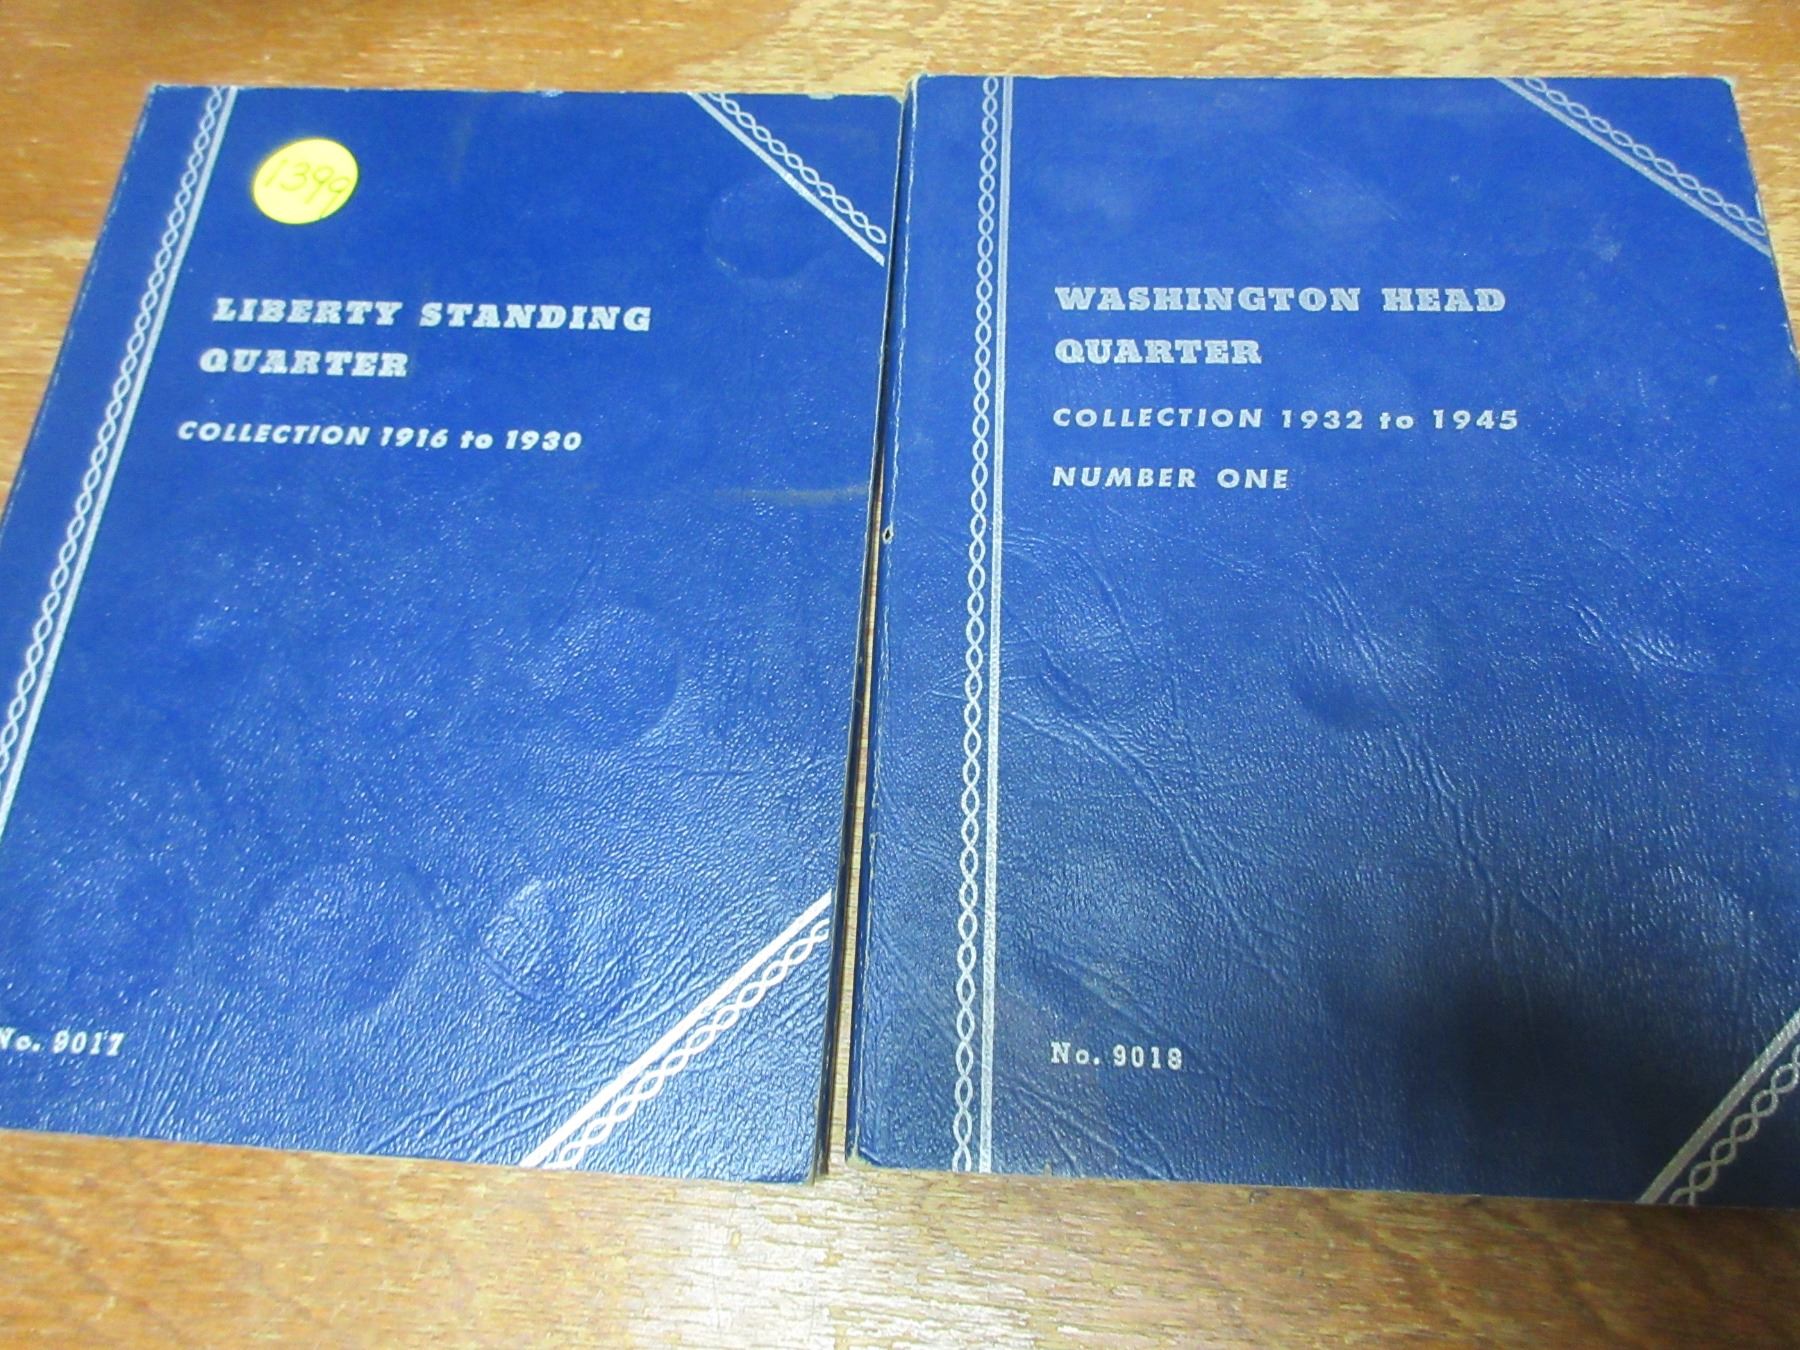 1399
LIBERTY STANDING
QUARTER
COLLECTION 1916 to 1930
No. 9017
WASHINGTON HEAD
QUARTER
COLLECTION 1932 to 1945
NUMBER ONE
No. 9018